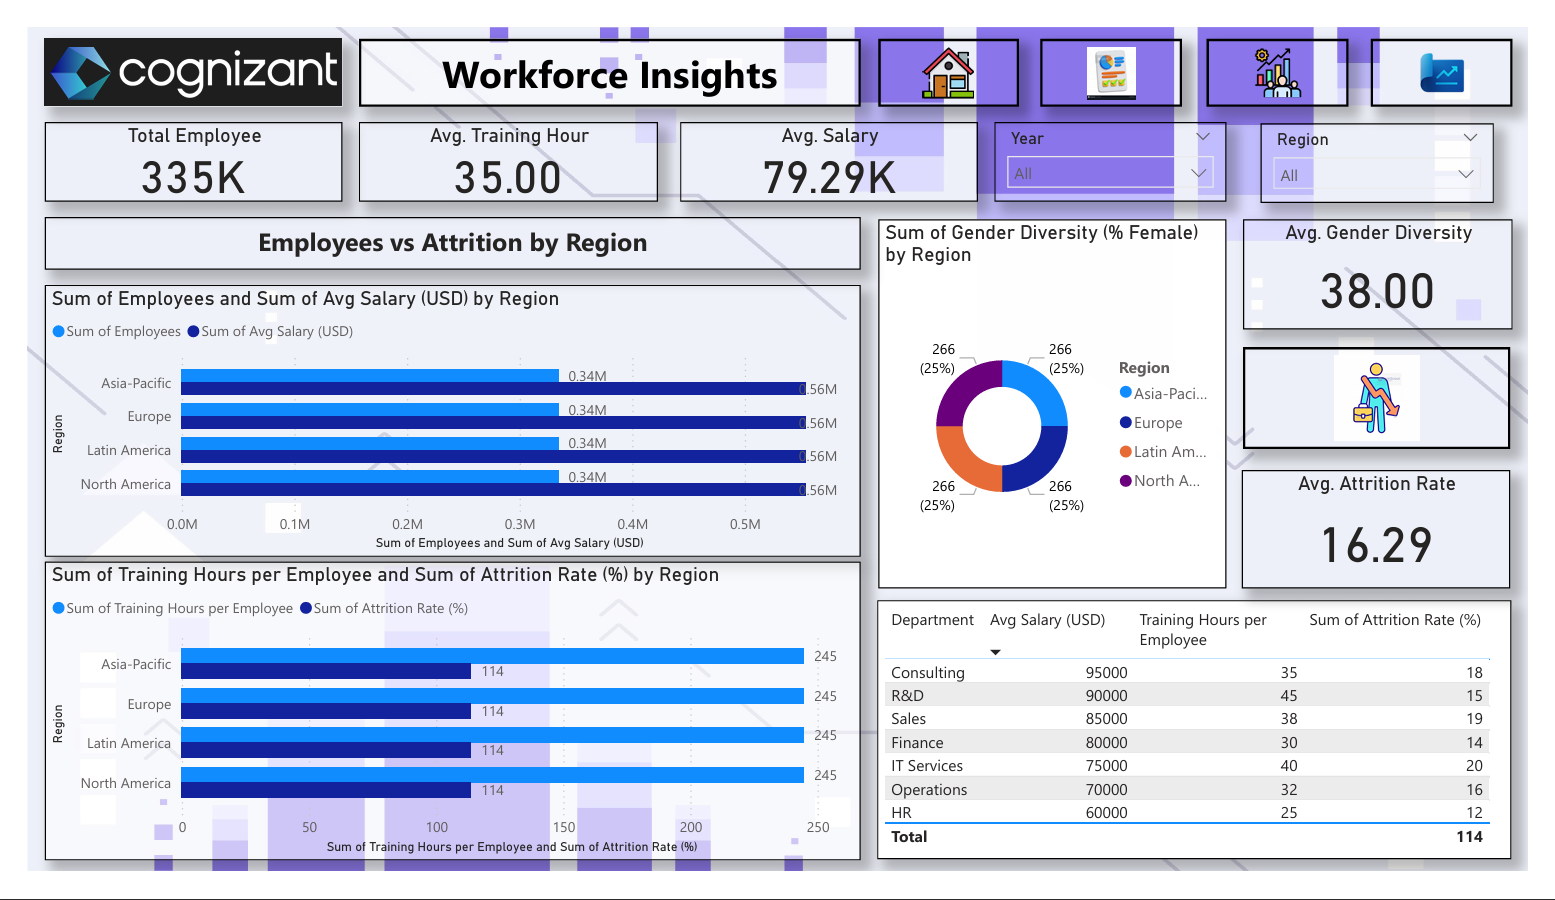 cognizant
Workforce Insights
Total Employee
335K
Avg. Training Hour
35.00
Avg. Salary
79.29K
Year
All
Region
All
Employees vs Attrition by Region
Sum of Employees and Sum of Avg Salary (USD) by Region
Sum of Employees Sum of Avg Salary (USD)
Region
Asia-Pacific 0.34M
0.56M
Europe 0.34M
0.56M
Latin America 0.34M
0.56M
North America 0.34M
0.56M
0.0M 0.1M 0.2M 0.3M 0.4M 0.5M
Sum of Employees and Sum of Avg Salary (USD)
Sum of Training Hours per Employee and Sum of Attrition Rate (%) by Region
Sum of Training Hours per Employee Sum of Attrition Rate (%)
Region
Asia-Pacific 245
114
Europe 245
114
Latin America 245
114
North America 245
114
0 50 100 150 200 250
Sum of Training Hours per Employee and Sum of Attrition Rate (%)
Sum of Gender Diversity (% Female)
by Region
266
(25%)
266
(25%)
266
(25%)
266
(25%)
Region
Asia-Paci...
Europe
Latin Am...
North A...
Avg. Gender Diversity
38.00
Avg. Attrition Rate
16.29
Department Avg Salary (USD) Training Hours per Sum of Attrition Rate (%)
Employee
Consulting 95000 35 18
R&D 90000 45 15
Sales 85000 38 19
Finance 80000 30 14
IT Services 75000 40 20
Operations 70000 32 16
HR 60000 25 12
Total 114